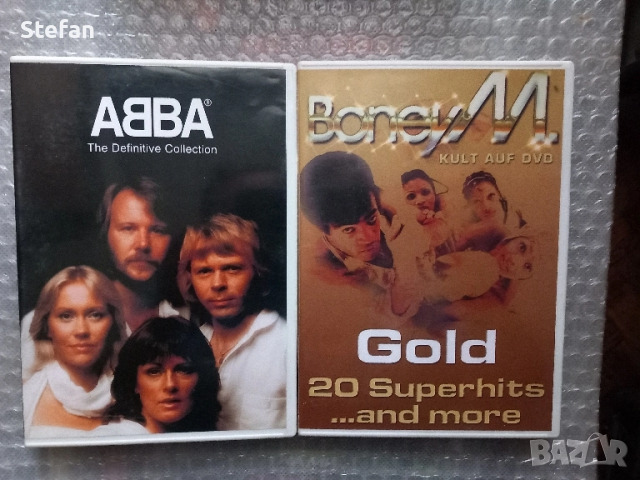 Stefan
ABBA®
The Definitive Collection
Boney M.
KULT AUF DVD
Gold
20 Superhits
...and more
BAZAR